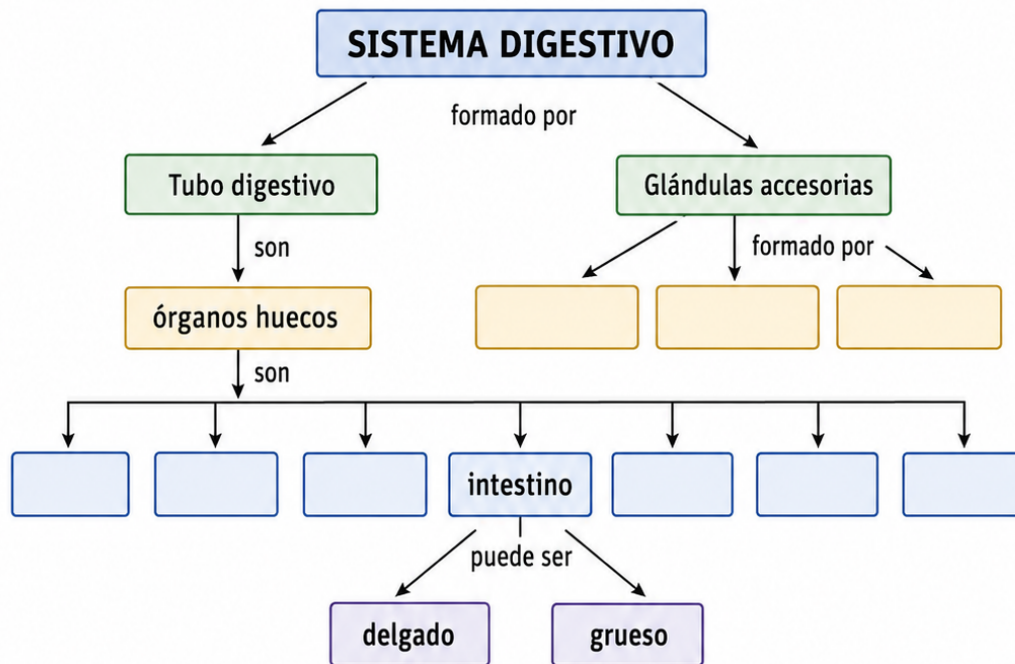 SISTEMA DIGESTIVO
formado por
Tubo digestivo
Glándulas accesorias
son
formado por
órganos huecos
son
intestino
puede ser
delgado
grueso